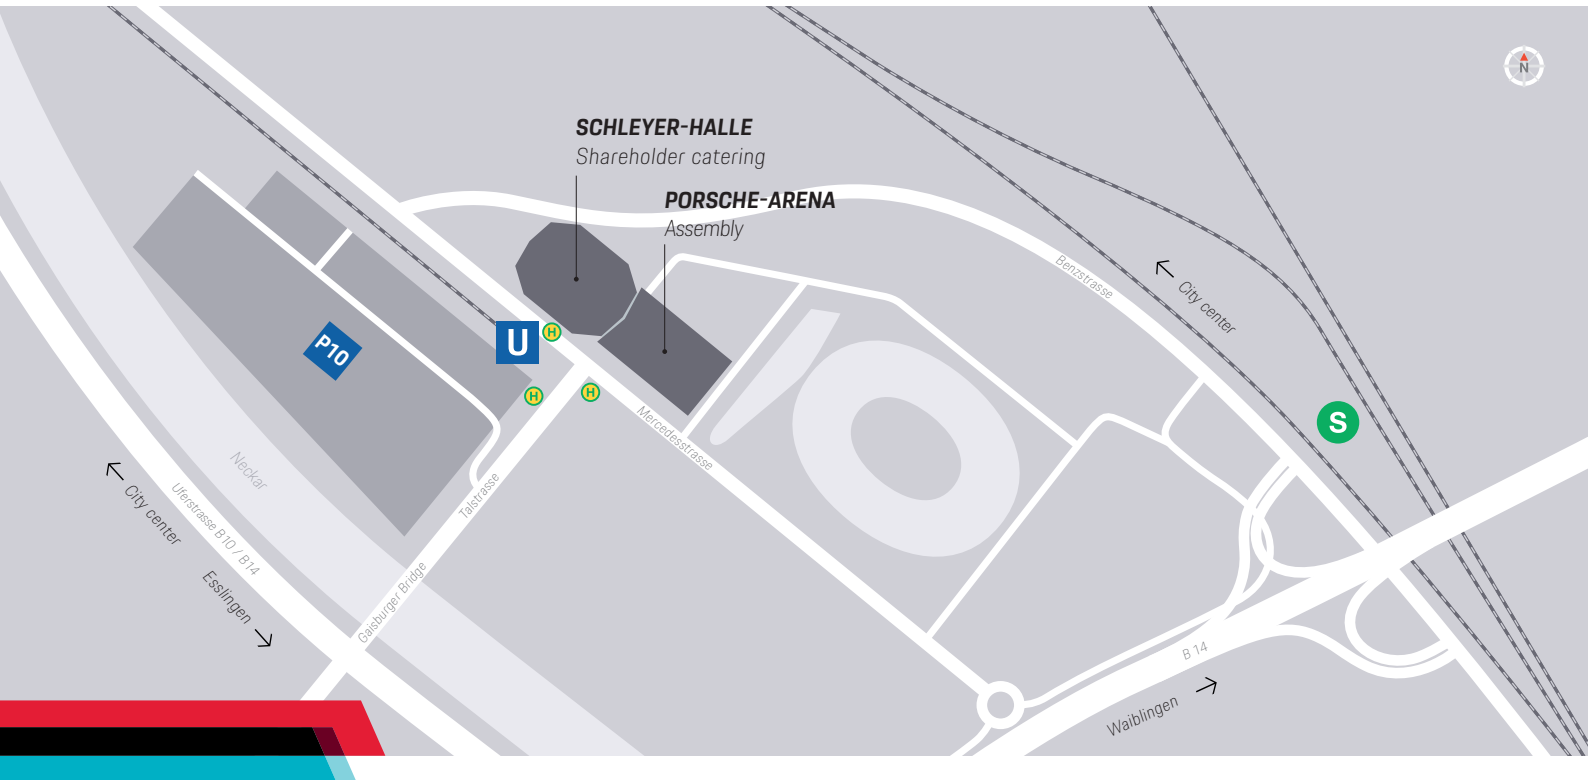 N
SCHLEYER-HALLE
Shareholder catering
PORSCHE-ARENA
Assembly
Benzstrasse
City center
P10
U
H
H
H
S
Mercedesstrasse
Neckar
City center
Uferstrasse B10 / B14
Talstrasse
Esslingen
Gaisburger Bridge
B 14
Waiblingen